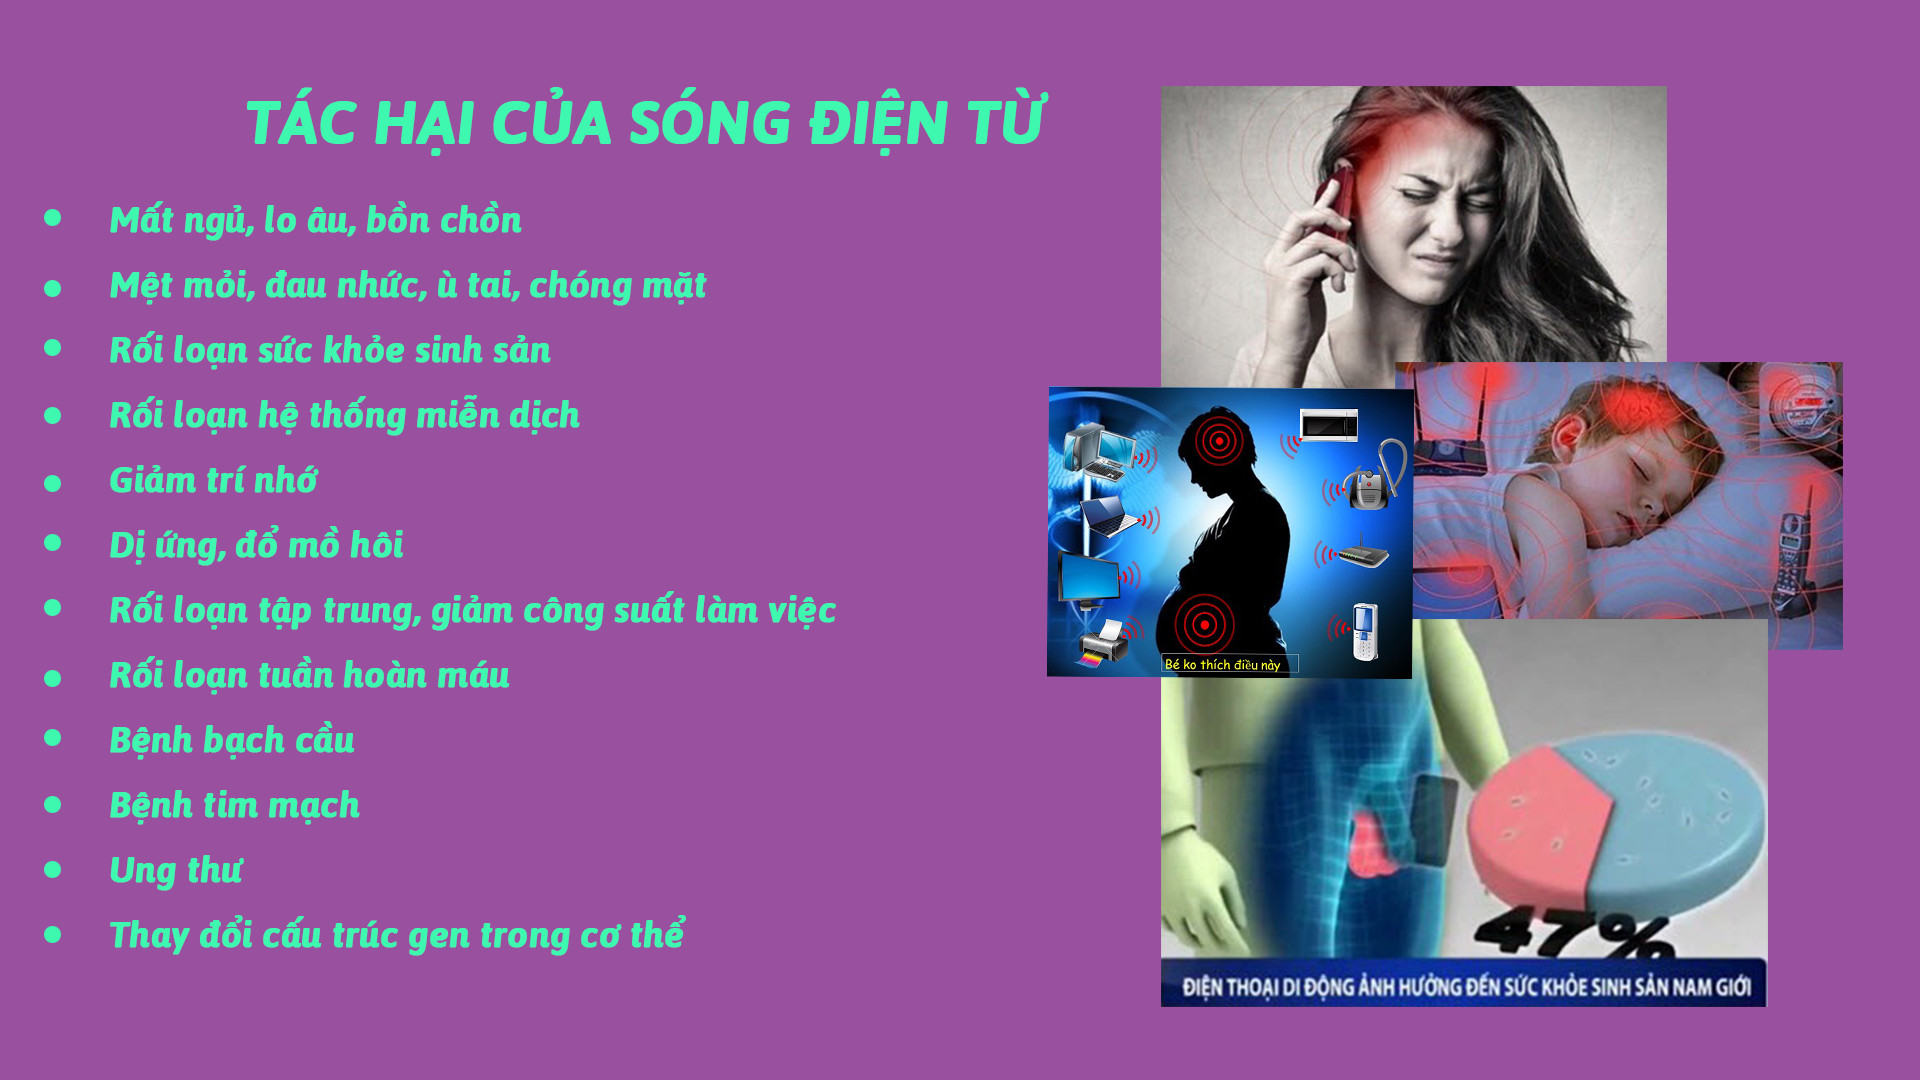 TÁC HẠI CỦA SÓNG ĐIỆN TỪ
Mất ngủ, lo âu, bồn chồn
Mệt mỏi, đau nhức, ù tai, chóng mặt
Rối loạn sức khỏe sinh sản
Rối loạn hệ thống miễn dịch
Giảm trí nhớ
Dị ứng, đổ mồ hôi
Rối loạn tập trung, giảm công suất làm việc
Rối loạn tuần hoàn máu
Bệnh bạch cầu
Bệnh tim mạch
Ung thư
Thay đổi cấu trúc gen trong cơ thể
Bé ko thích điều này
47%
ĐIỆN THOẠI DI ĐỘNG ẢNH HƯỞNG ĐẾN SỨC KHỎE SINH SẢN NAM GIỚI